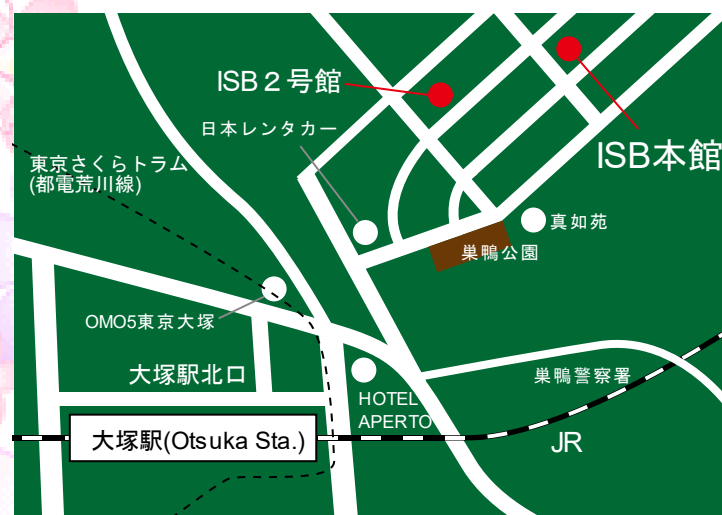 ISB２号館
日本レンタカー
ISB本館
東京さくらトラム
(都電荒川線)
真如苑
巣鴨公園
OMO5東京大塚
大塚駅北口
巣鴨警察署
HOTEL
APERTO
大塚駅(Otsuka Sta.)
JR